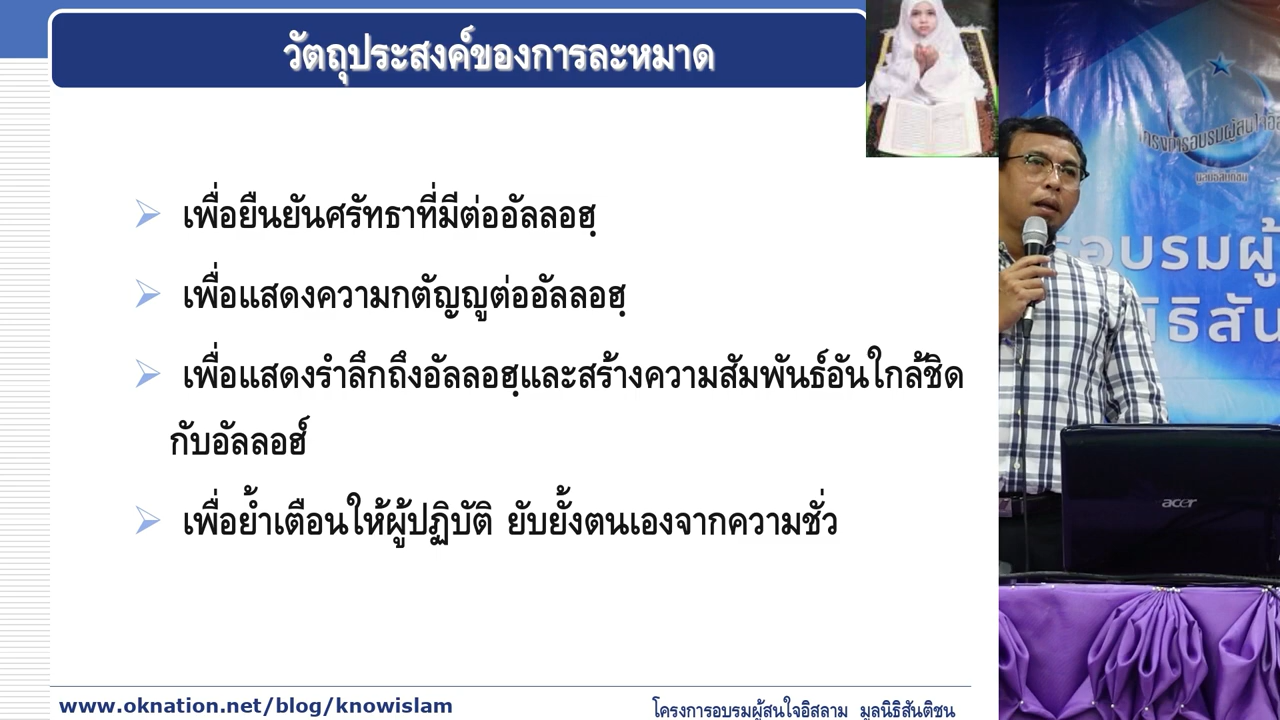 วัตถุประสงค์ของการละหมาด
เพื่อยืนยันศรัทธาที่มีต่ออัลลอฮฺ
เพื่อแสดงความกตัญญูต่ออัลลอฮฺ
เพื่อแสดงรำลึกถึงอัลลอฮฺและสร้างความสัมพันธ์อันใกล้ชิด
กับอัลลอฮ์
เพื่อย้ำเตือนให้ผู้ปฏิบัติ ยับยั้งตนเองจากความชั่ว
www.oknation.net/blog/knowislam
โครงการอบรมผู้สนใจอิสลาม มูลนิธิสันติชน
มูลนิธิสันติชน
acer